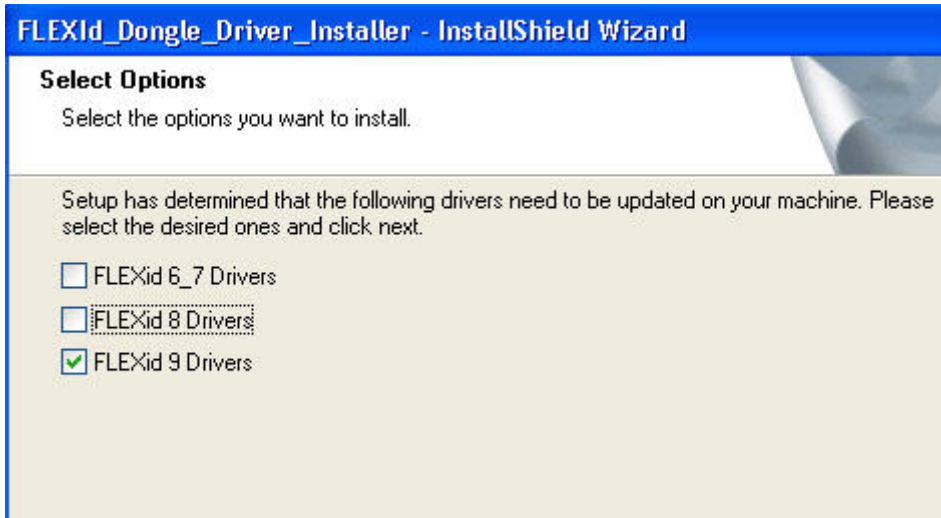 FLEXId_Dongle_Driver_Installer - InstallShield Wizard
Select Options
Select the options you want to install.
Setup has determined that the following drivers need to be updated on your machine. Please
select the desired ones and click next.
FLEXid 6_7 Drivers
FLEXid 8 Drivers
FLEXid 9 Drivers